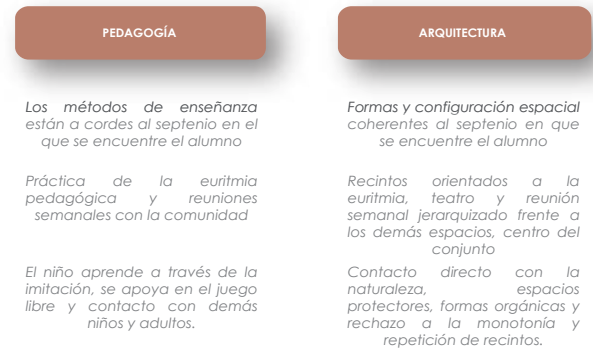 PEDAGOGÍA
Los métodos de enseñanza
están a cordes al septenio en el
que se encuentre el alumno
Práctica de la euritmia
pedagógica y reuniones
semanales con la comunidad
El niño aprende a través de la
imitación, se apoya en el juego
libre y contacto con demás
niños y adultos.
ARQUITECTURA
Formas y configuración espacial
coherentes al septenio en que
se encuentre el alumno
Recintos orientados a la
euritmia, teatro y reunión
semanal jerarquizado frente a
los demás espacios, centro del
conjunto
Contacto directo con la
naturaleza, espacios
protectores, formas orgánicas y
rechazo a la monotonía y
repetición de recintos.